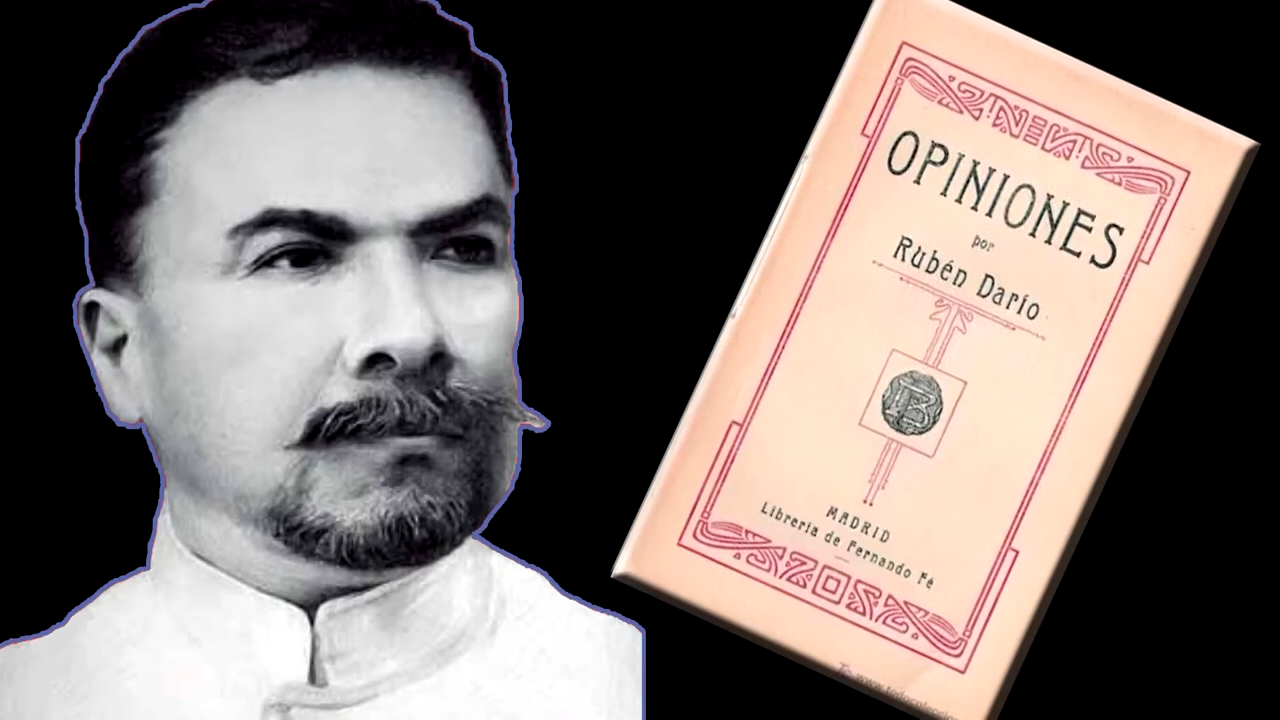 OPINIONES
por
Rubén Darío
MADRID
Librería de Fernando Fé